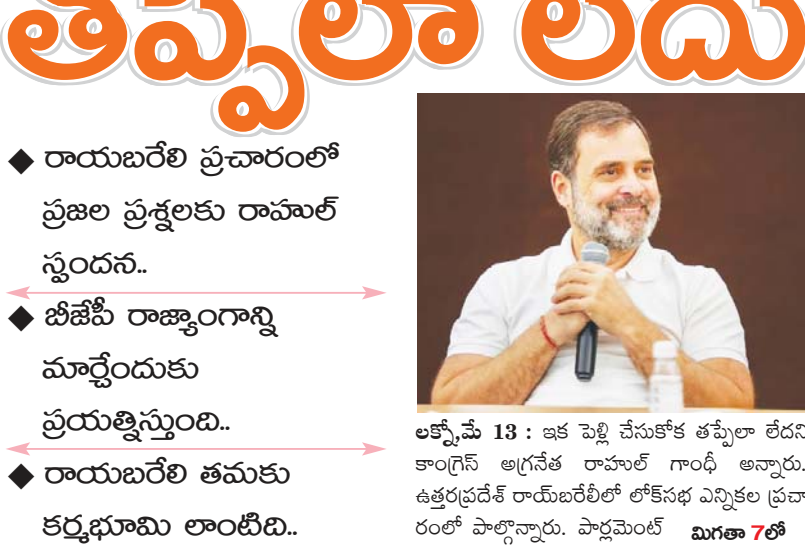 తప్పేలా లేదు
◆ రాయబరేలి ప్రచారంలో
ప్రజల ప్రశ్నలకు రాహుల్
స్పందన..
◆ బీజేపీ రాజ్యాంగాన్ని
మార్చేందుకు
ప్రయత్నిస్తుంది..
◆ రాయబరేలి తమకు
కర్మభూమి లాంటిది..
లక్నో,మే 13 : ఇక పెళ్లి చేసుకోక తప్పేలా లేదని
కాంగ్రెస్ అగ్రనేత రాహుల్ గాంధీ అన్నారు.
ఉత్తరప్రదేశ్ రాయ్‌బరేలీలో లోక్‌సభ ఎన్నికల ప్రచా
రంలో పాల్గొన్నారు. పార్లమెంట్ మిగతా 7లో